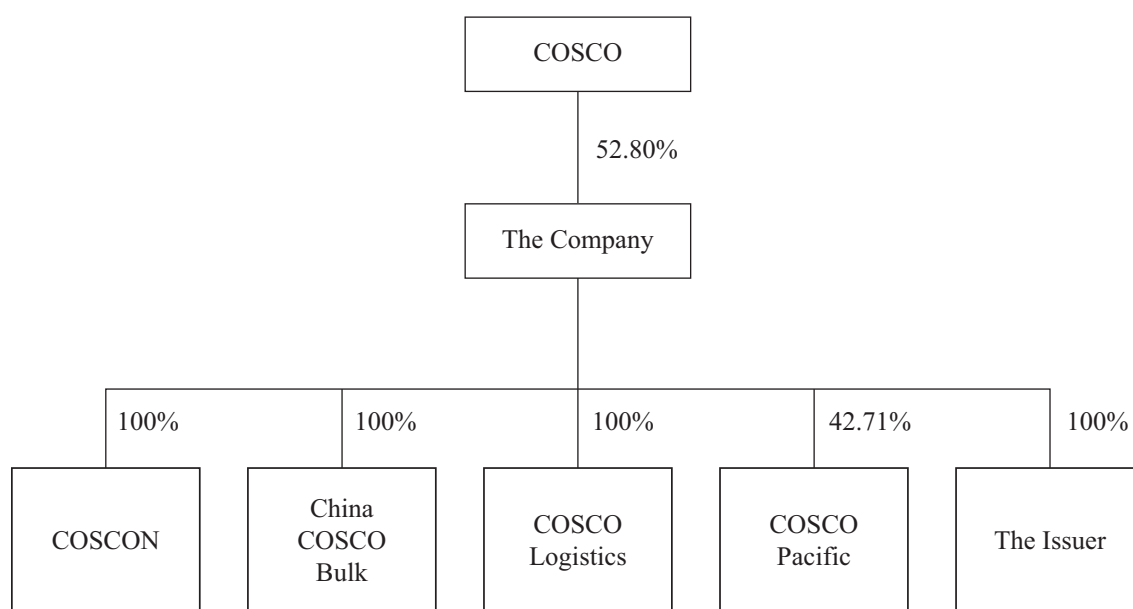 COSCO
52.80%
The Company
100%
100%
100%
42.71%
100%
COSCON
China
COSCO
Bulk
COSCO
Logistics
COSCO
Pacific
The Issuer